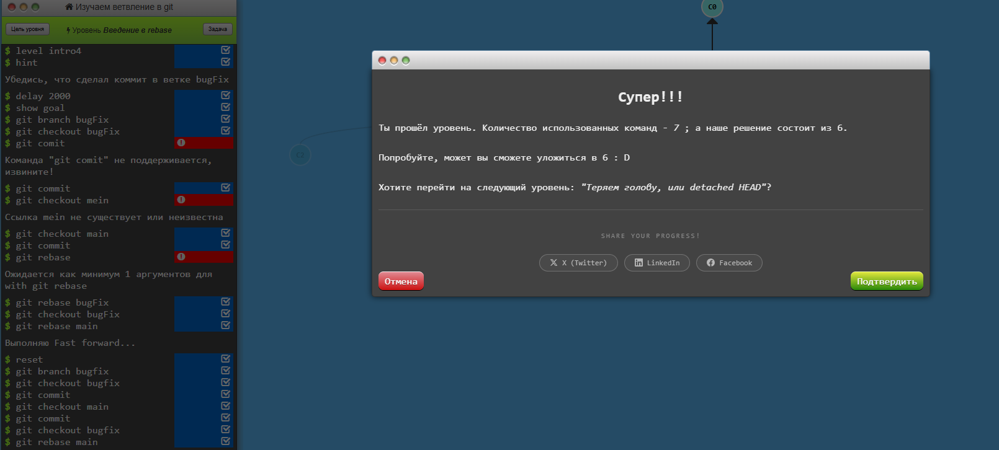 Изучаем ветвление в git
Цель уровня
Уровень Введение в rebase
Задача
$ level intro4
$ hint
Убедись, что сделал коммит в ветке bugFix
$ delay 2000
$ show goal
$ git branch bugFix
$ git checkout bugFix
$ git comit
Команда "git comit" не поддерживается,
извините!
$ git commit
$ git checkout mein
Ссылка mein не существует или неизвестна
$ git checkout main
$ git commit
$ git rebase
Ожидается как минимум 1 аргументов для
with git rebase
$ git rebase bugFix
$ git checkout bugFix
$ git rebase main
Выполняю Fast forward...
$ reset
$ git branch bugfix
$ git checkout bugfix
$ git commit
$ git checkout main
$ git commit
$ git checkout bugfix
$ git rebase main
C0
C2
Супер!!!
Ты прошёл уровень. Количество использованных команд - 7 ; а наше решение состоит из 6.
Попробуйте, может вы сможете уложиться в 6 : D
Хотите перейти на следующий уровень: "Теряем голову, или detached HEAD"?
SHARE YOUR PROGRESS!
X (Twitter)
LinkedIn
Facebook
Отмена
Подтвердить